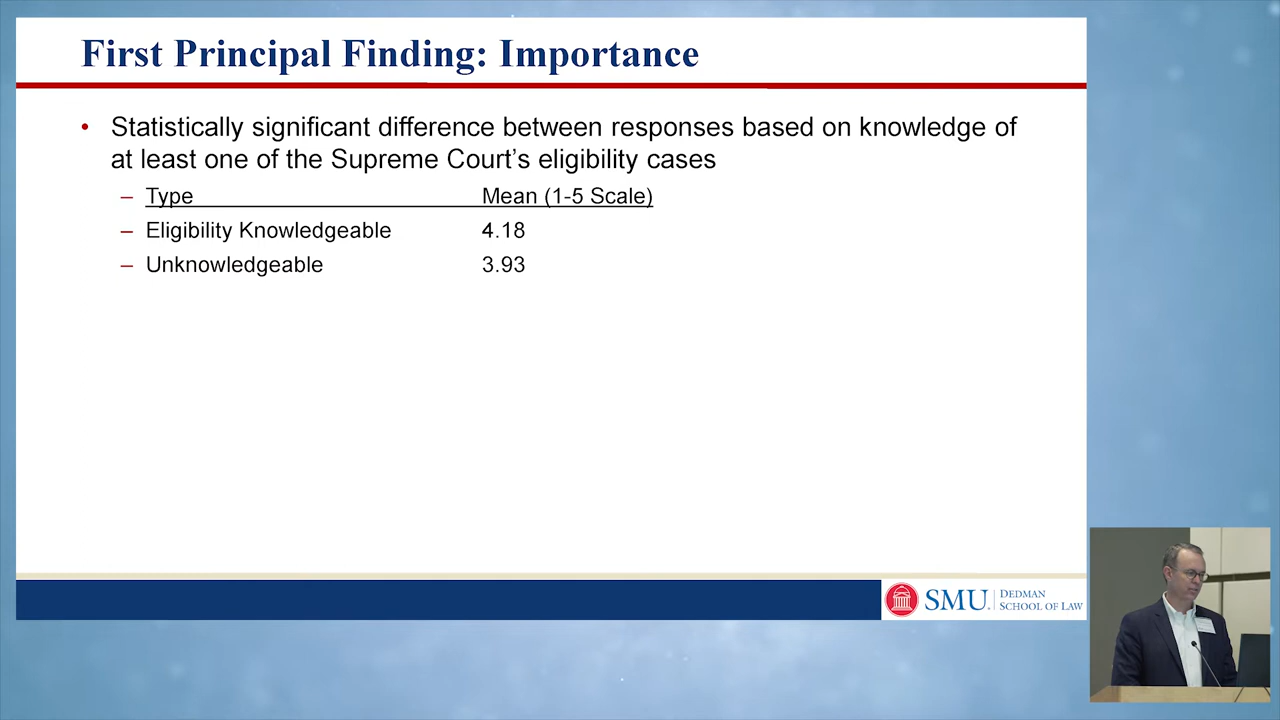 First Principal Finding: Importance
• Statistically significant difference between responses based on knowledge of
at least one of the Supreme Court's eligibility cases
– Type Mean (1-5 Scale)
– Eligibility Knowledgeable 4.18
– Unknowledgeable 3.93
SMU. DEDMAN
SCHOOL OF LAW